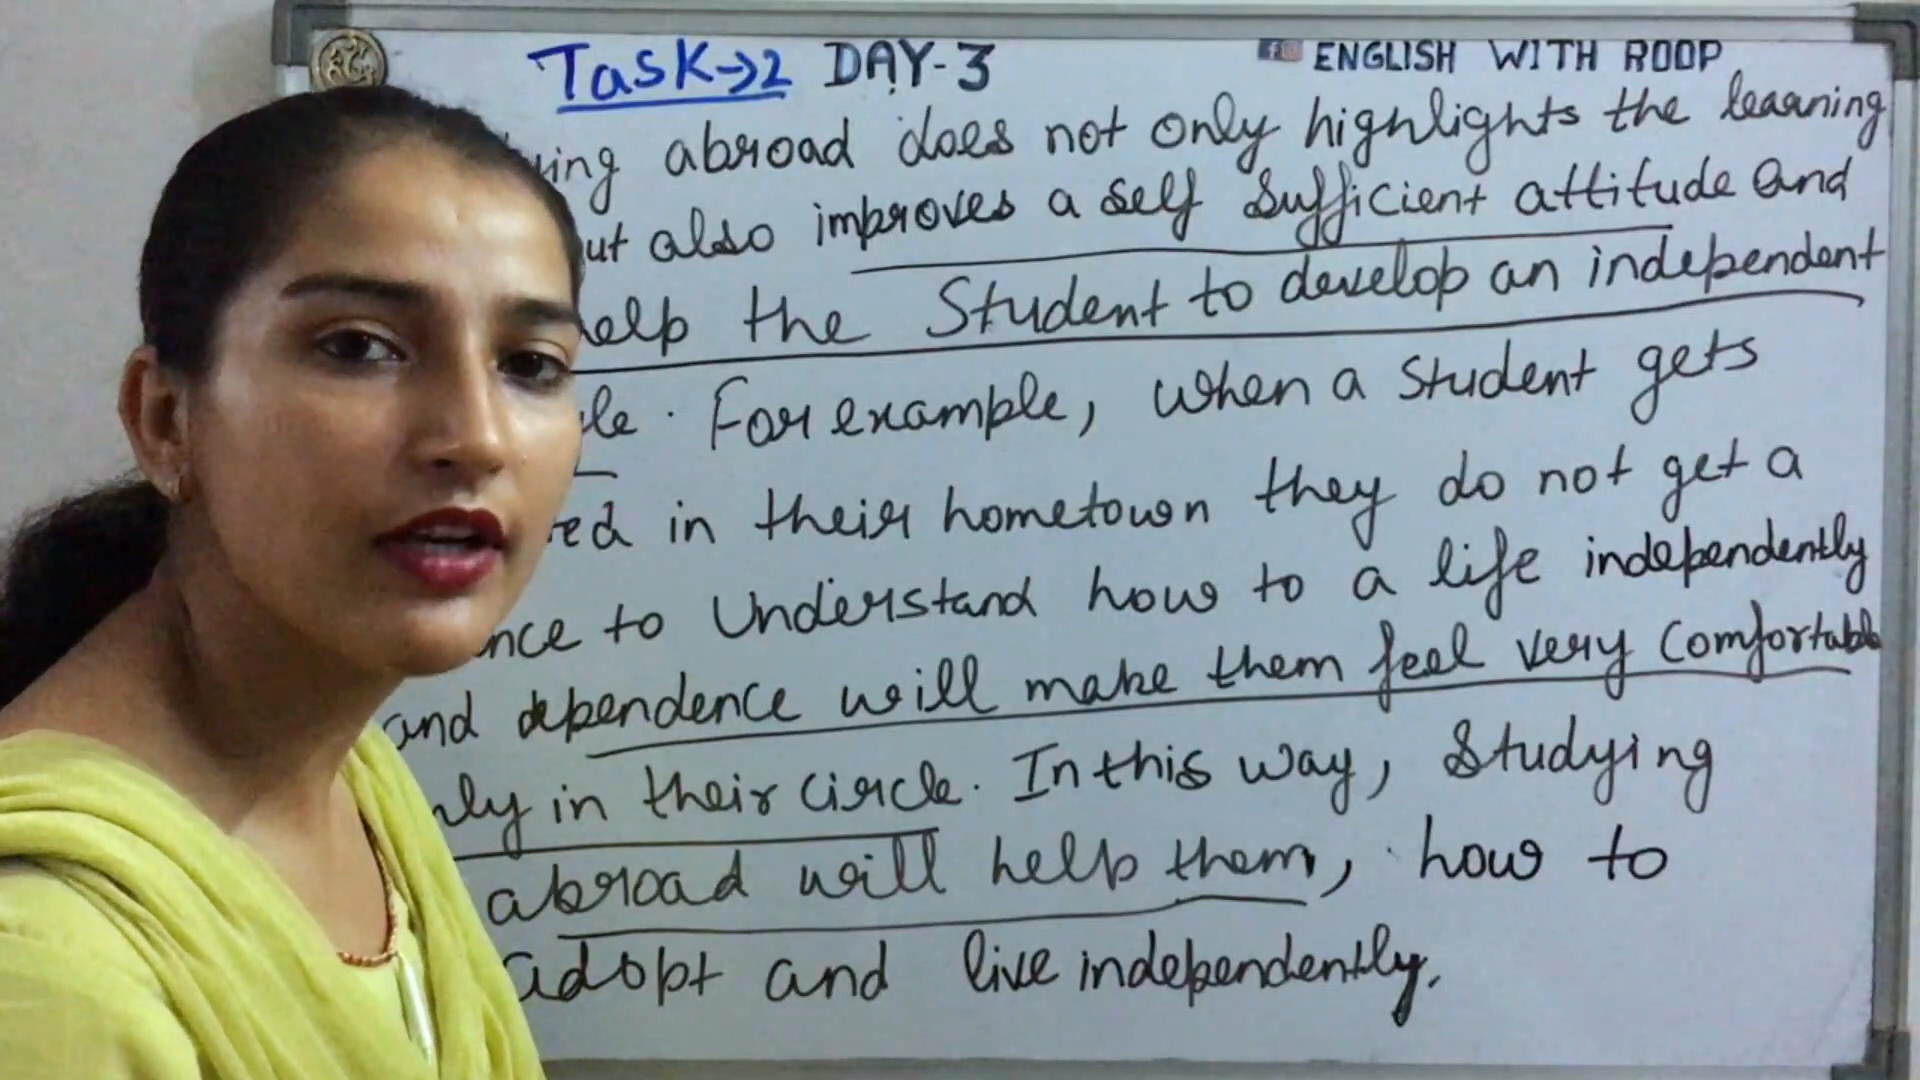 Task→2 DAY-3
ENGLISH WITH ROOP
abroad does not only highlights the learning
also improves a self sufficient attitude and
the student to develop an independent
For example, when a student gets
in their hometown they do not get a
to understand how to a life independently
and dependence will make them feel very comfortable
in their circle. In this way, studying
abroad will help them, how to
adopt and live independently.